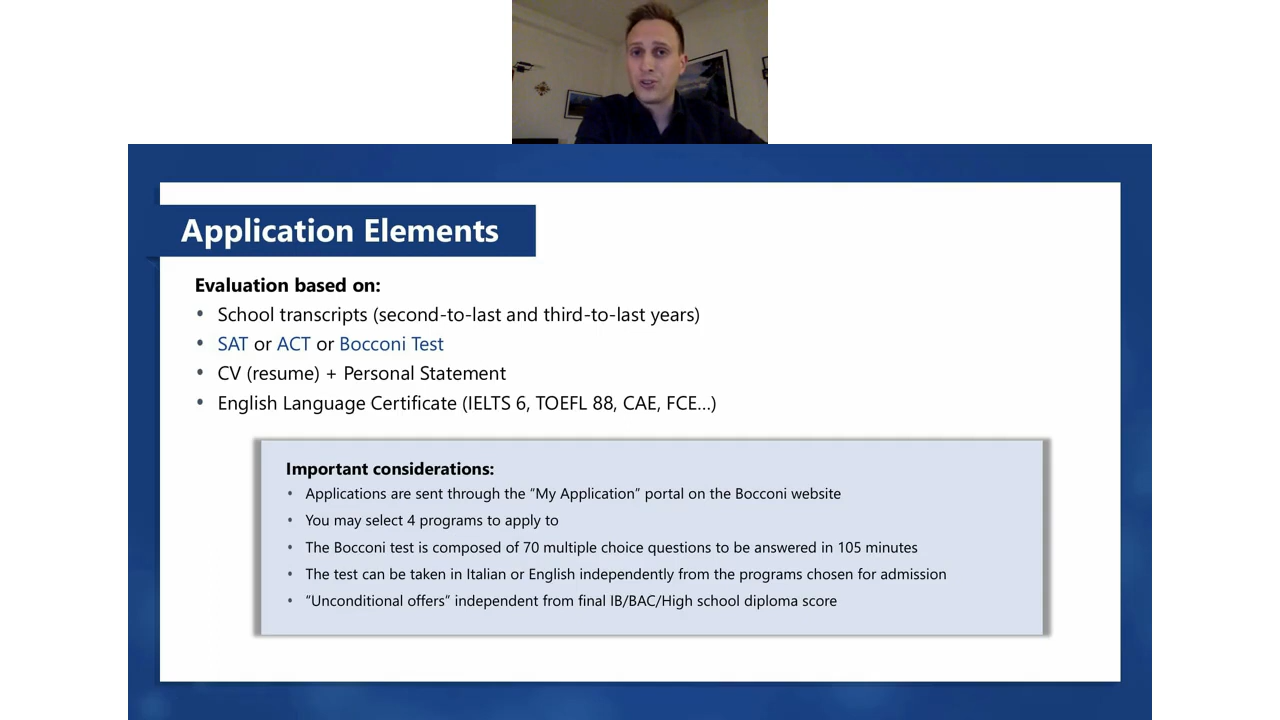 Application Elements
Evaluation based on:
• School transcripts (second-to-last and third-to-last years)
• SAT or ACT or Bocconi Test
• CV (resume) + Personal Statement
• English Language Certificate (IELTS 6, TOEFL 88, CAE, FCE...)
Important considerations:
• Applications are sent through the “My Application” portal on the Bocconi website
• You may select 4 programs to apply to
• The Bocconi test is composed of 70 multiple choice questions to be answered in 105 minutes
• The test can be taken in Italian or English independently from the programs chosen for admission
• “Unconditional offers” independent from final IB/BAC/High school diploma score